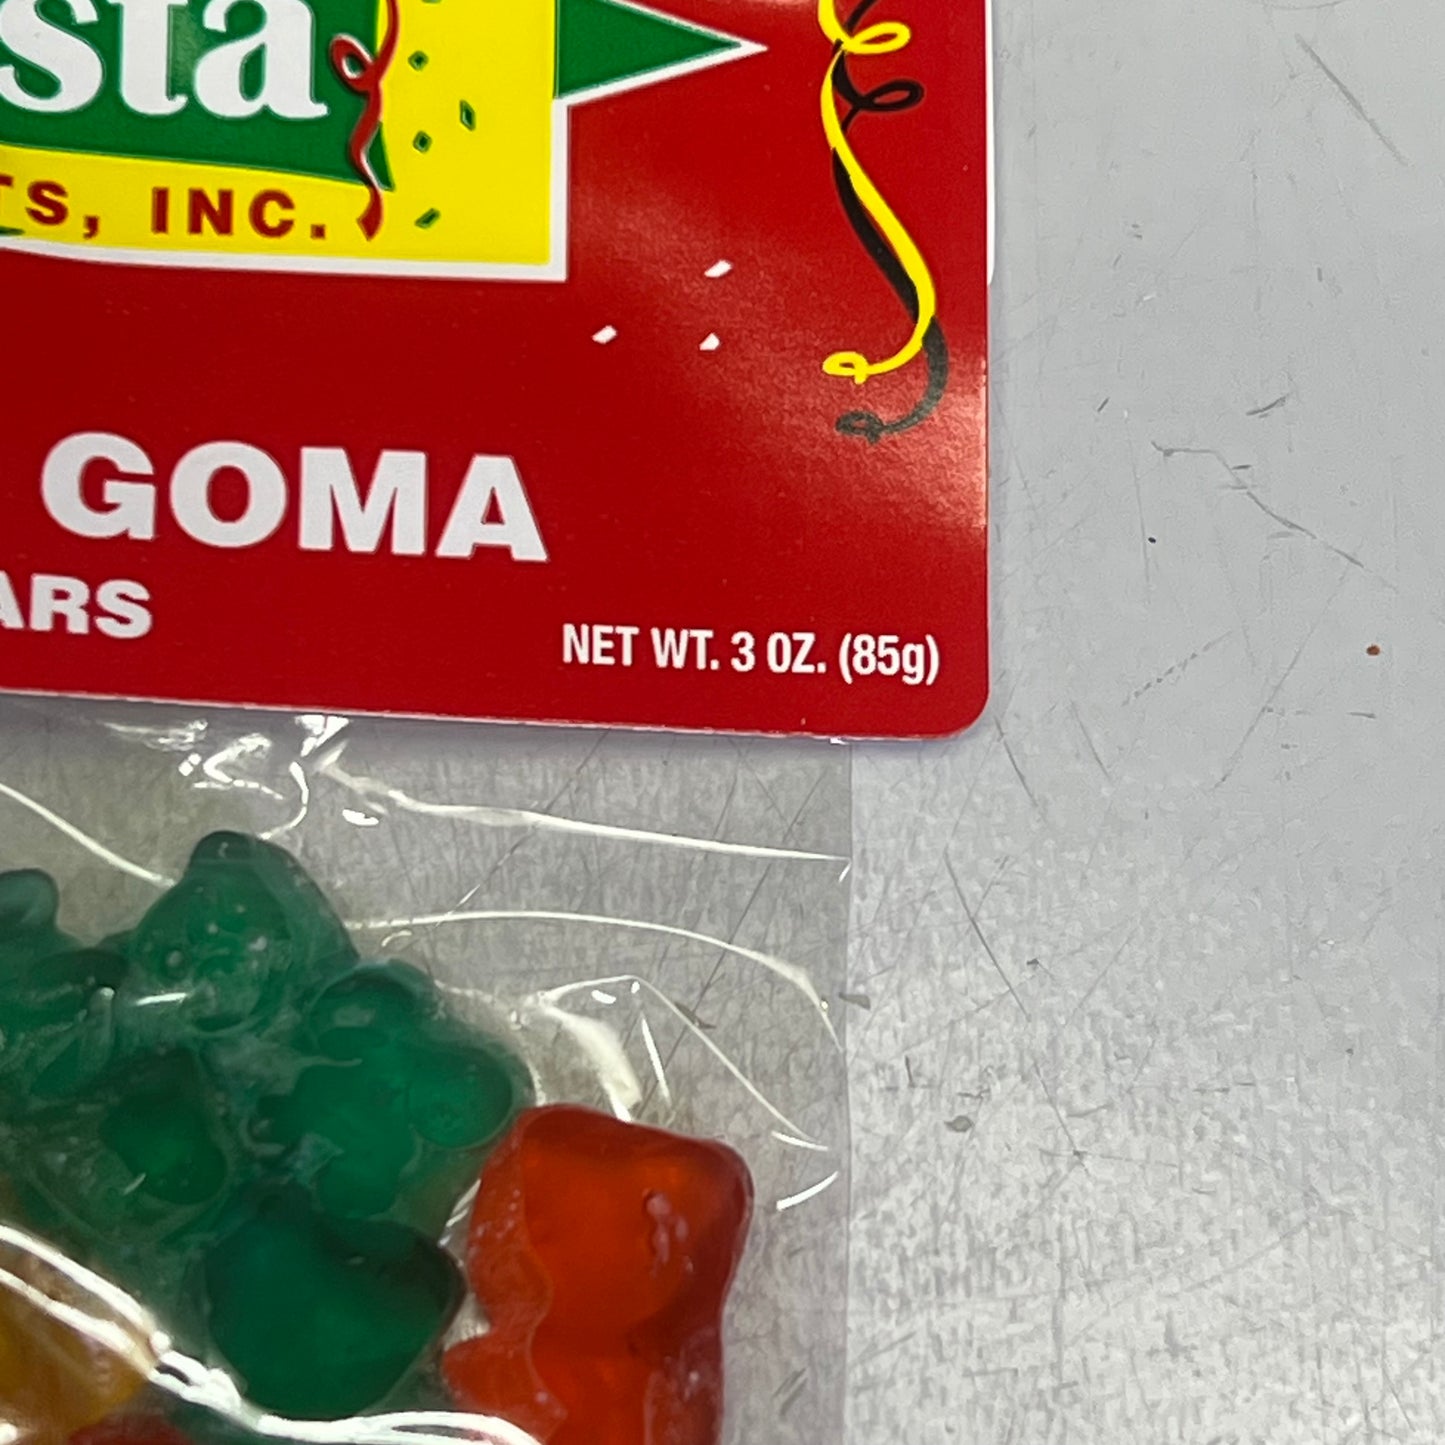 sta
TS, INC.
GOMA
ARS
NET WT. 3 OZ. (85g)